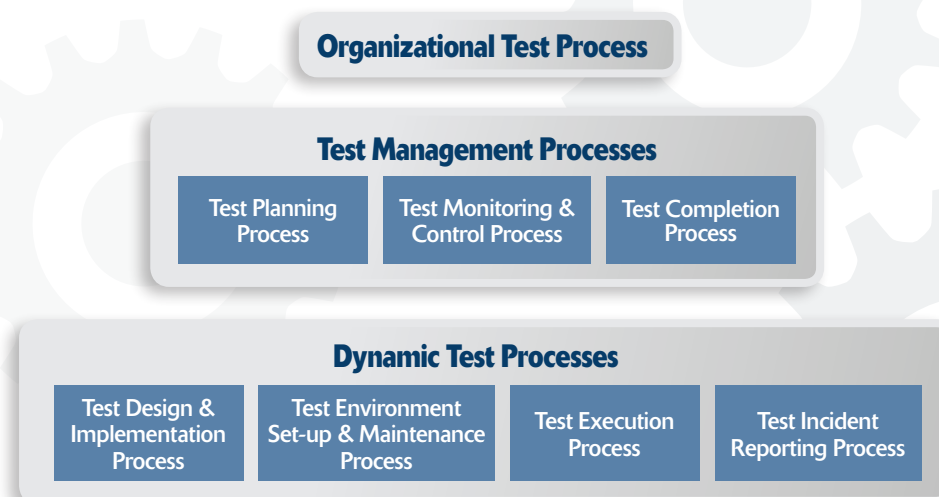 Organizational Test Process
Test Management Processes
Test Planning
Process
Test Monitoring &
Control Process
Test Completion
Process
Dynamic Test Processes
Test Design &
Implementation
Process
Test Environment
Set-up & Maintenance
Process
Test Execution
Process
Test Incident
Reporting Process